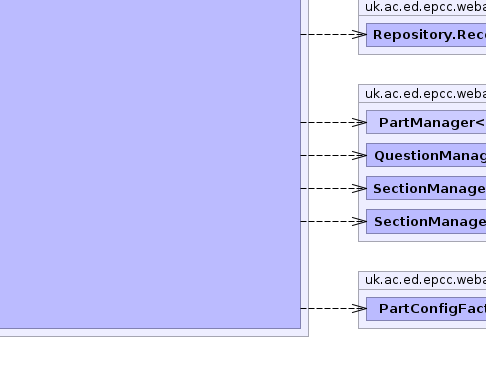 uk.ac.ed.epcc.weba
Repository.Rec
uk.ac.ed.epcc.weba
PartManager<
QuestionManag
SectionManage
SectionManage
uk.ac.ed.epcc.weba
PartConfigFact